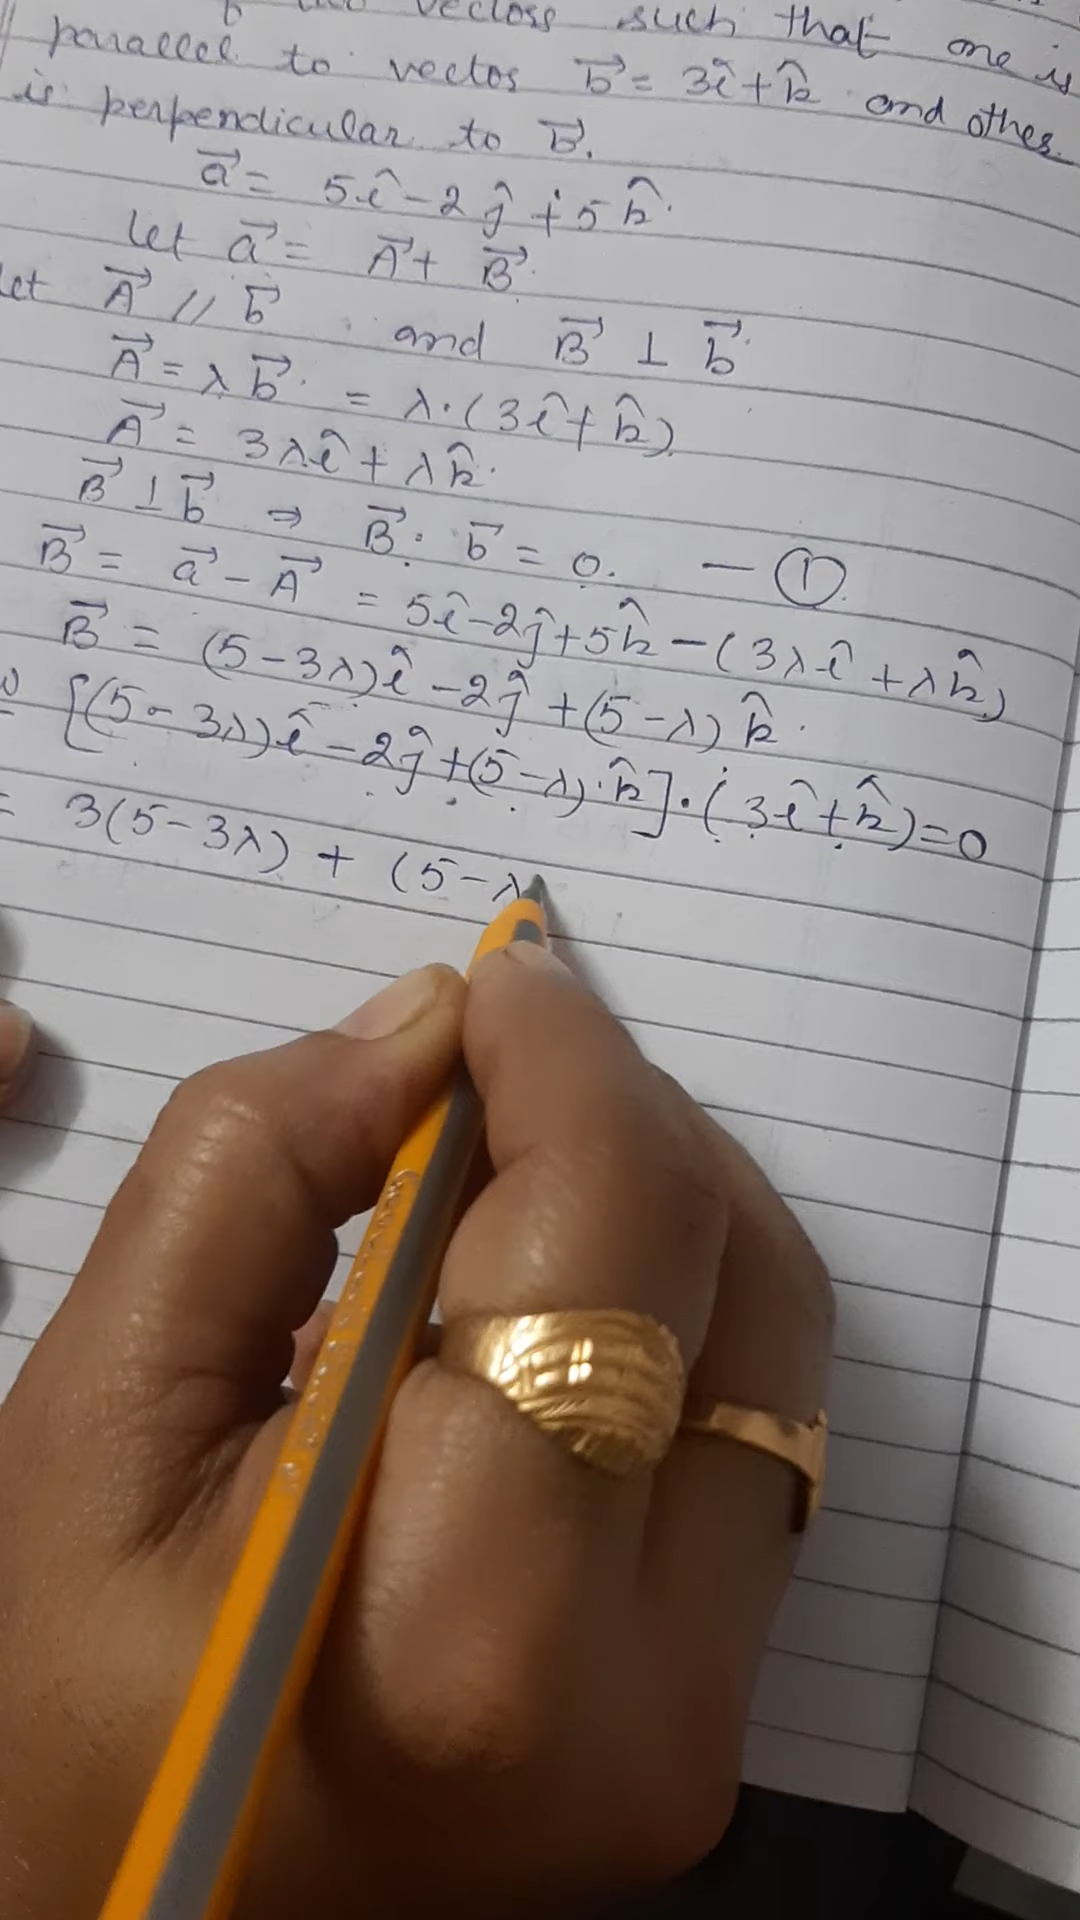 vectors such that one is
parallel to vector b⃗ = 3î + k̂ and other
is perpendicular to b⃗.
a⃗ = 5î - 2ĵ + 5k̂.
let a⃗ = A⃗ + B⃗.
let A⃗ // b⃗ and B⃗ ⊥ b⃗.
A⃗ = λb⃗. = λ.(3î + k̂).
A⃗ = 3λî + λk̂.
B⃗ ⊥ b⃗ ⇒ B⃗ . b⃗ = 0. — ①.
B⃗ = a⃗ - A⃗ = 5î - 2ĵ + 5k̂ - (3λî + λk̂)
B⃗ = (5 - 3λ)î - 2ĵ + (5 - λ)k̂.
[(5 - 3λ)î - 2ĵ + (5 - λ).k̂].(3î + k̂) = 0
= 3(5 - 3λ) + (5 - λ